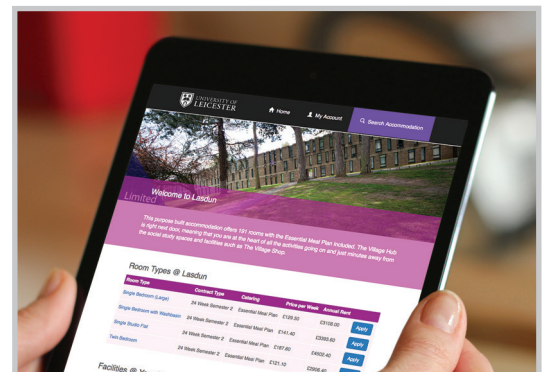 UNIVERSITY OF
LEICESTER
Home
My Account
Search Accommodation
Welcome to Lasdun
Limited
This purpose built accommodation offers 191 rooms with the Essential Meal Plan included. The Village Hub
is right next door, meaning that you are at the heart of all the activities going on and just minutes away from
the social study spaces and facilities such as The Village Shop.
Room Types @ Lasdun
Room Type Contract Type Catering Price per Week Annual Rent
Single Bedroom (Large) 24 Week Semester 2 Essential Meal Plan £129.50 £3108.00 Apply
Single Bedroom with Washbasin 24 Week Semester 2 Essential Meal Plan £141.40 £3393.60 Apply
Single Studio Flat 24 Week Semester 2 Essential Meal Plan £187.60 £4502.40 Apply
Twin Bedroom 24 Week Semester 2 Essential Meal Plan £121.10 £2906.40
Facilities @